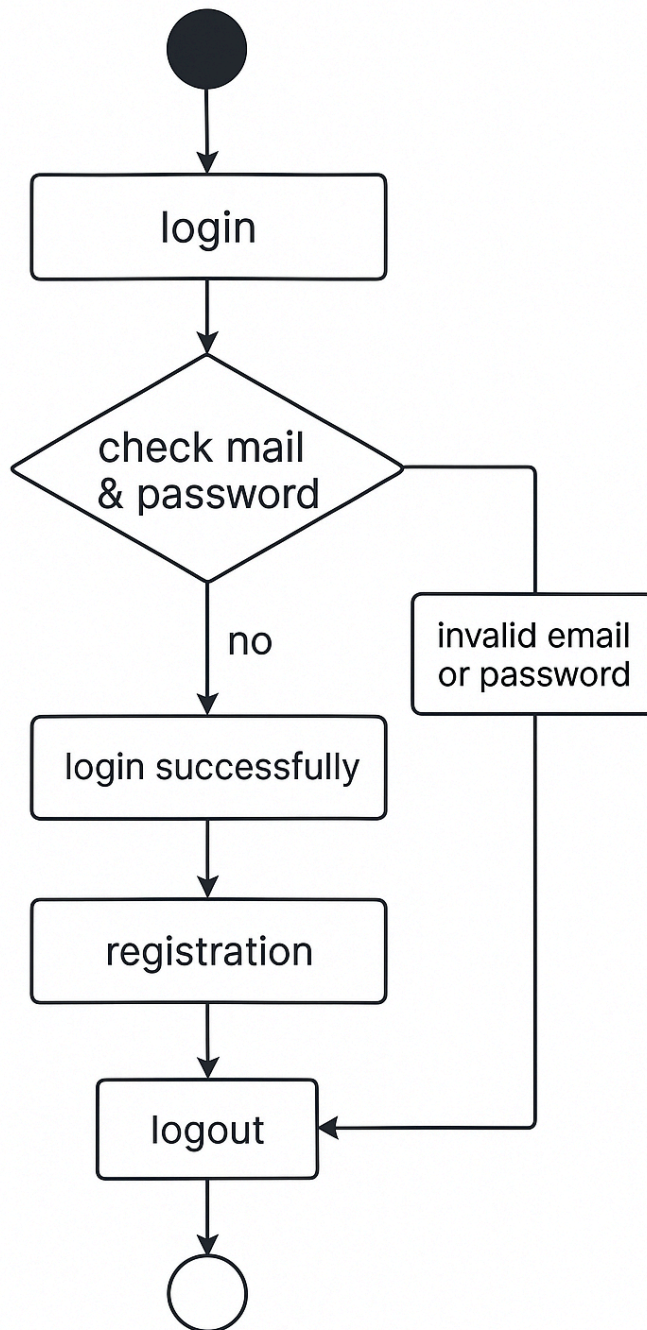 login
check mail
& password
no
invalid email
or password
login successfully
registration
logout